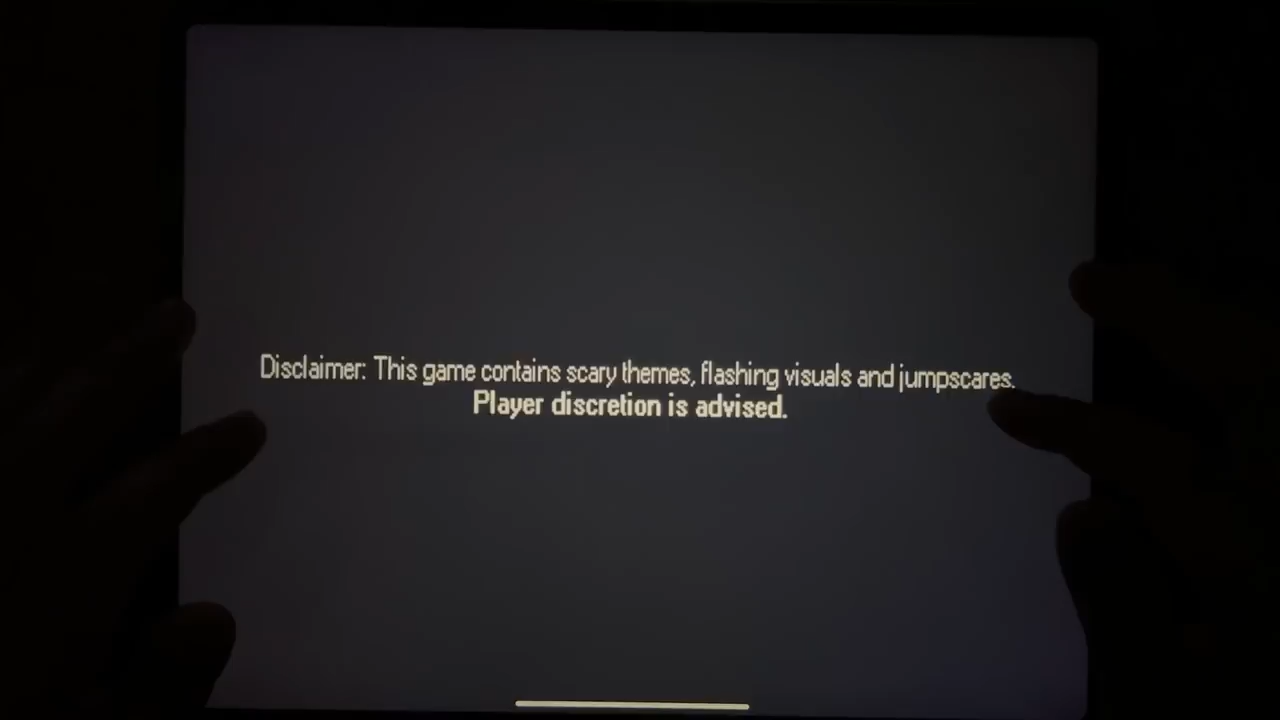 Disclaimer: This game contains scary themes, flashing visuals and jumpscares.
Player discretion is advised.